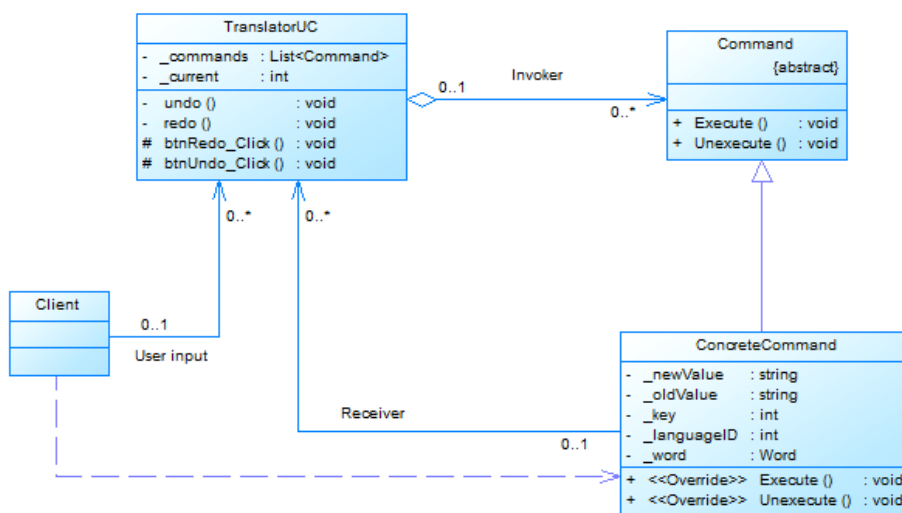 TranslatorUC
- _commands : List<Command>
- _current : int
- undo () : void
- redo () : void
# btnRedo_Click () : void
# btnUndo_Click () : void
Command
{abstract}
+ Execute () : void
+ Unexecute () : void
Invoker
0..1
0..*
0..*
0..*
Client
0..1
User input
Receiver
0..1
ConcreteCommand
- _newValue : string
- _oldValue : string
- _key : int
- _languageID : int
- _word : Word
+ <<Override>> Execute () : void
+ <<Override>> Unexecute () : void